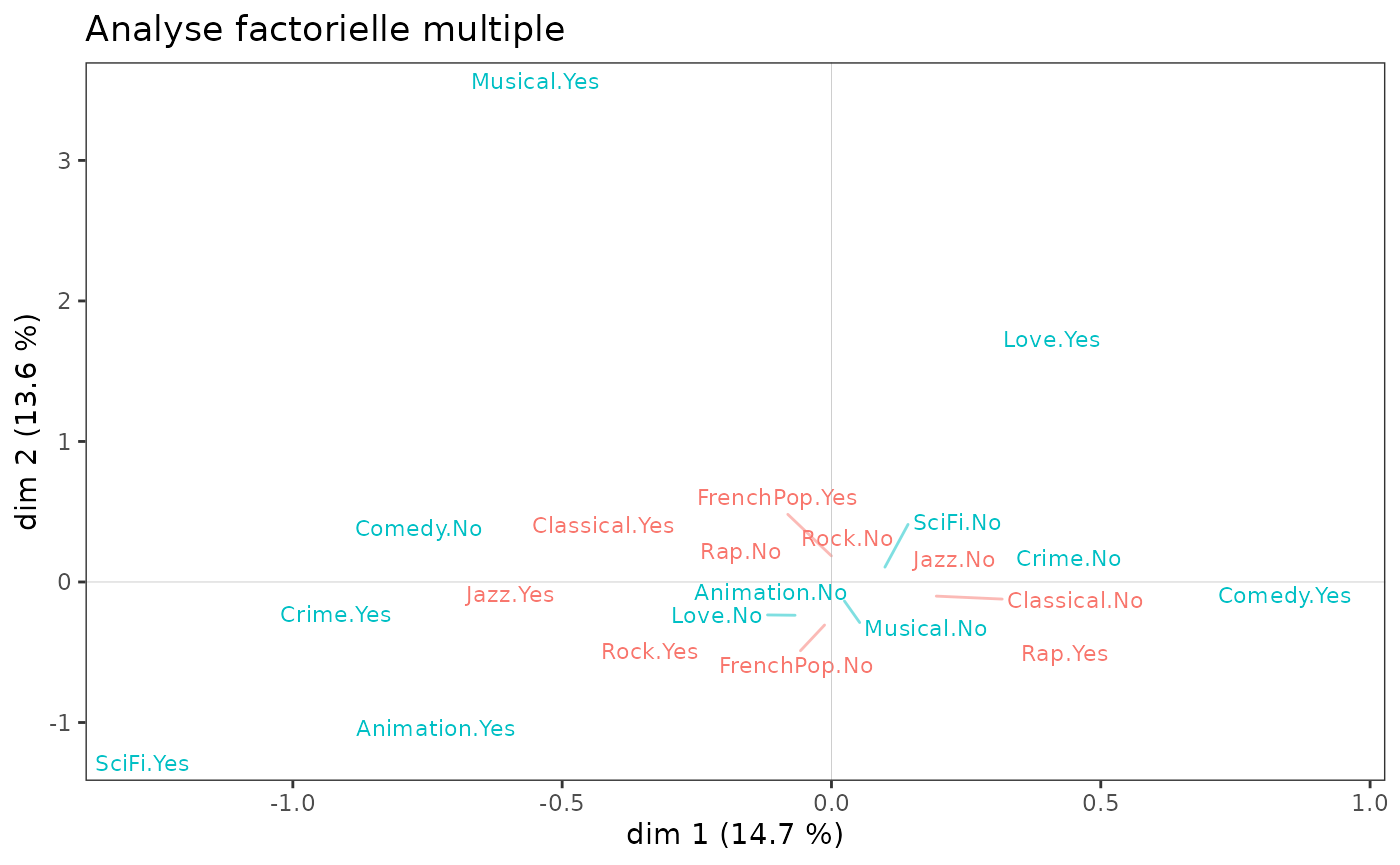 Analyse factorielle multiple
Musical.Yes
3
2
Love.Yes
dim 2 (13.6 %)
1
FrenchPop.Yes
Comedy.No
Classical.Yes
SciFi.No
Rock.No
Rap.No
Jazz.No
Crime.No
0
Jazz.Yes
Animation.No
Classical.No
Comedy.Yes
Crime.Yes
Love.No
Musical.No
Rock.Yes
FrenchPop.No
Rap.Yes
-1
Animation.Yes
SciFi.Yes
-1.0
-0.5
0.0
0.5
1.0
dim 1 (14.7 %)